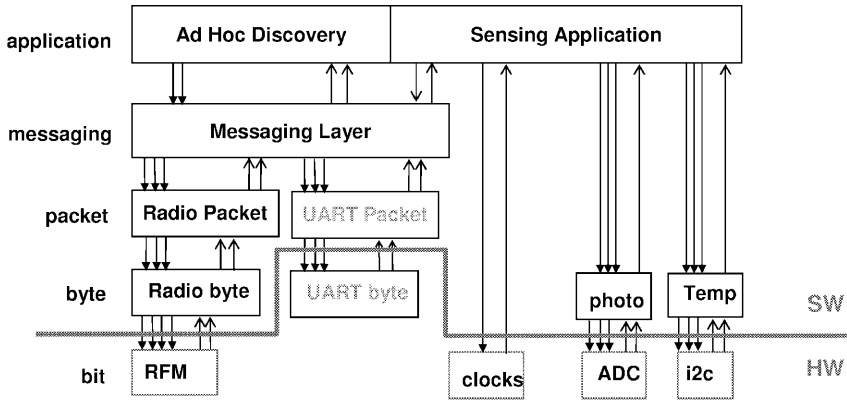 application
Ad Hoc Discovery
Sensing Application
messaging
Messaging Layer
packet
Radio Packet
UART Packet
byte
Radio byte
UART byte
photo
Temp
SW
bit
RFM
clocks
ADC
i2c
HW